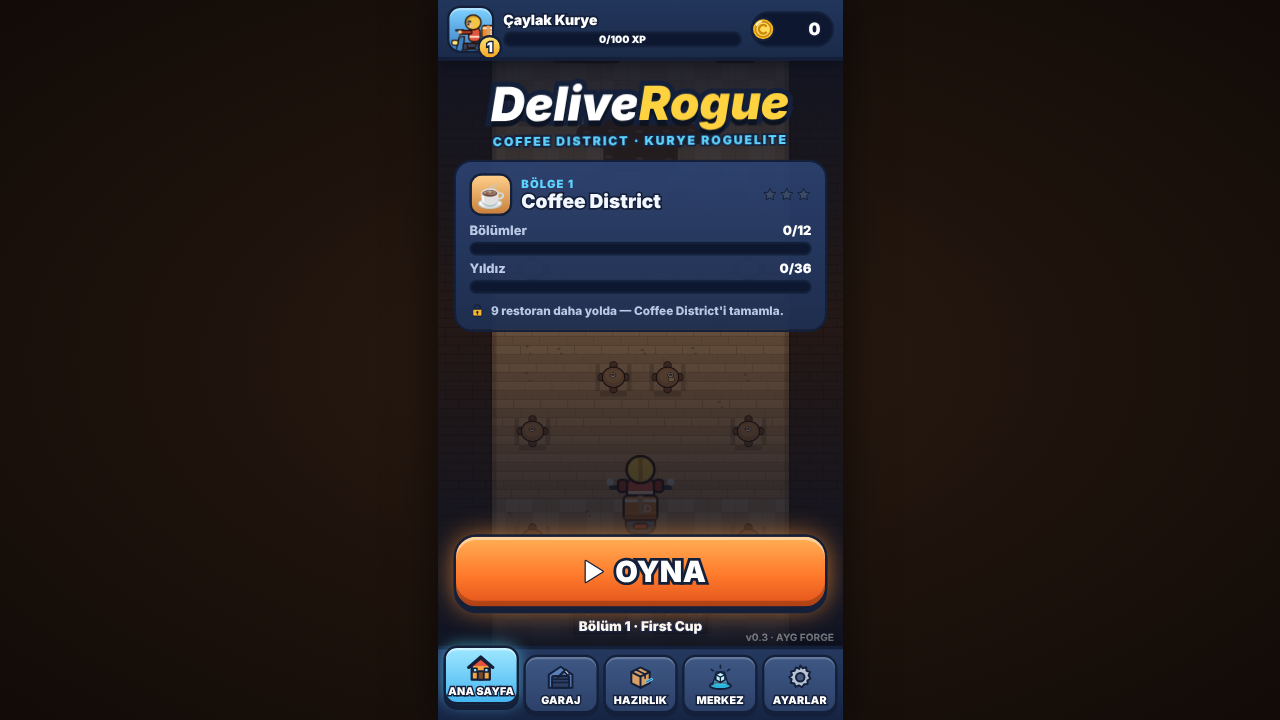 Çaylak Kurye
0/100 XP
1
0
DeliveRogue
COFFEE DISTRICT · KURYE ROGUELITE
BÖLGE 1
Coffee District
Bölümler 0/12
Yıldız 0/36
9 restoran daha yolda — Coffee District'i tamamla.
OYNA
Bölüm 1 · First Cup
v0.3 · AYG FORGE
ANA SAYFA
GARAJ
HAZIRLIK
MERKEZ
AYARLAR